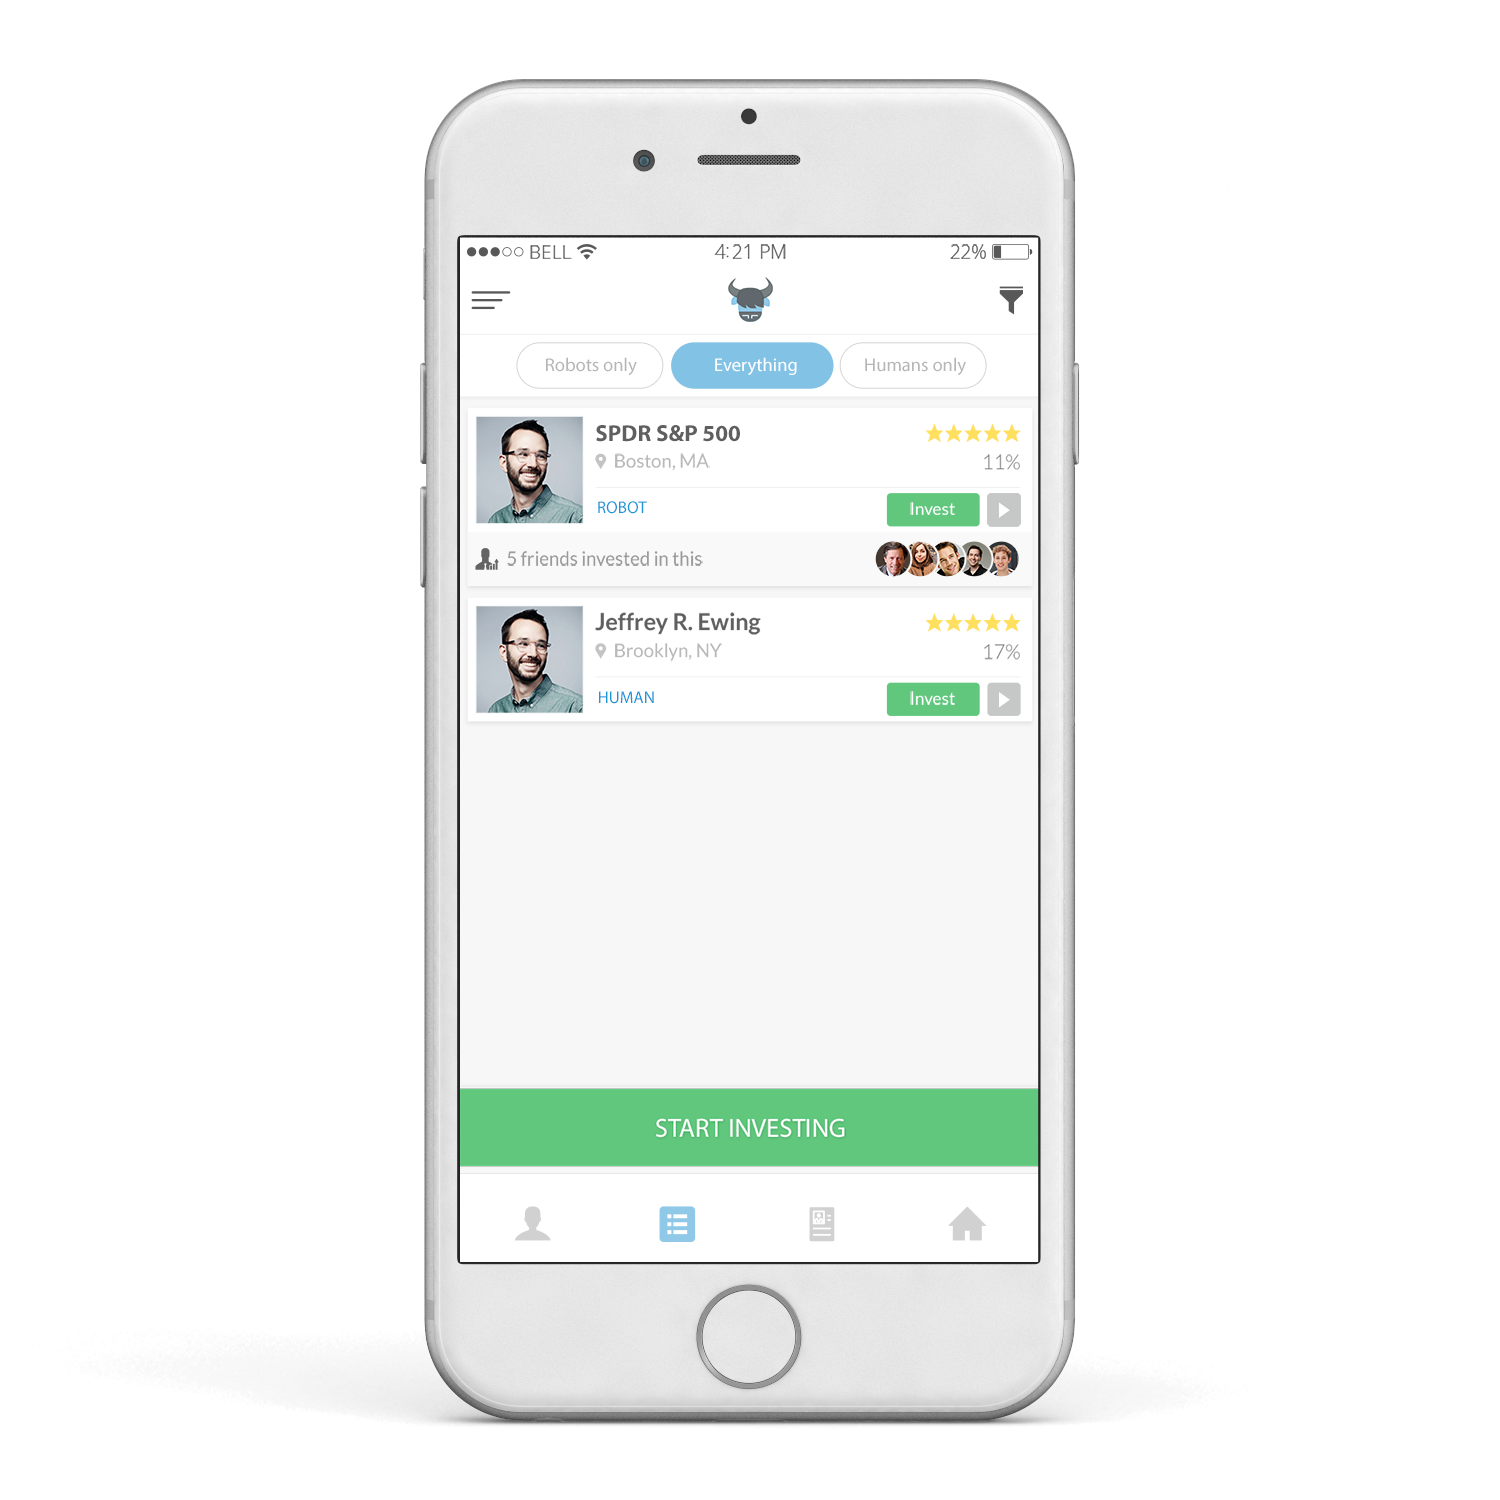 BELL 4:21 PM 22%
Robots only Everything Humans only
SPDR S&P 500
Boston, MA 11%
ROBOT Invest
5 friends invested in this
Jeffrey R. Ewing
Brooklyn, NY 17%
HUMAN Invest
START INVESTING